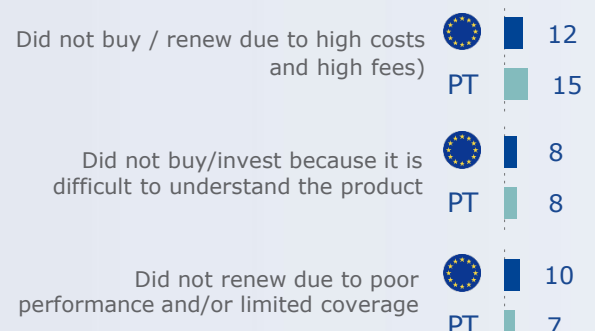 Did not buy / renew due to high costs
and high fees)
12
PT
15
Did not buy/invest because it is
difficult to understand the product
8
PT
8
Did not renew due to poor
performance and/or limited coverage
10
PT
7